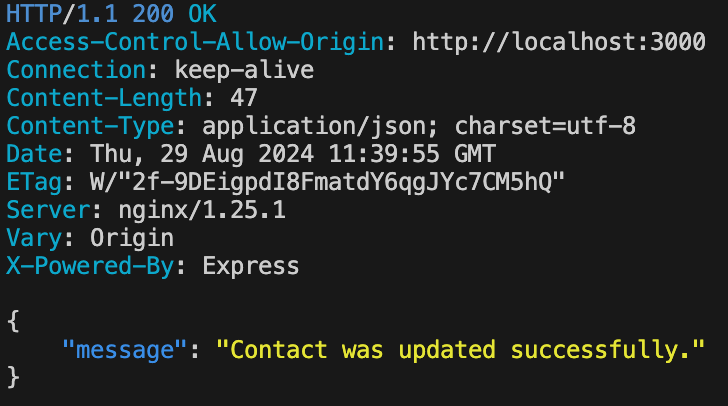 HTTP/1.1 200 OK
Access-Control-Allow-Origin: http://localhost:3000
Connection: keep-alive
Content-Length: 47
Content-Type: application/json; charset=utf-8
Date: Thu, 29 Aug 2024 11:39:55 GMT
ETag: W/"2f-9DEigpdI8FmatdY6qgJYc7CM5hQ"
Server: nginx/1.25.1
Vary: Origin
X-Powered-By: Express
{
"message": "Contact was updated successfully."
}